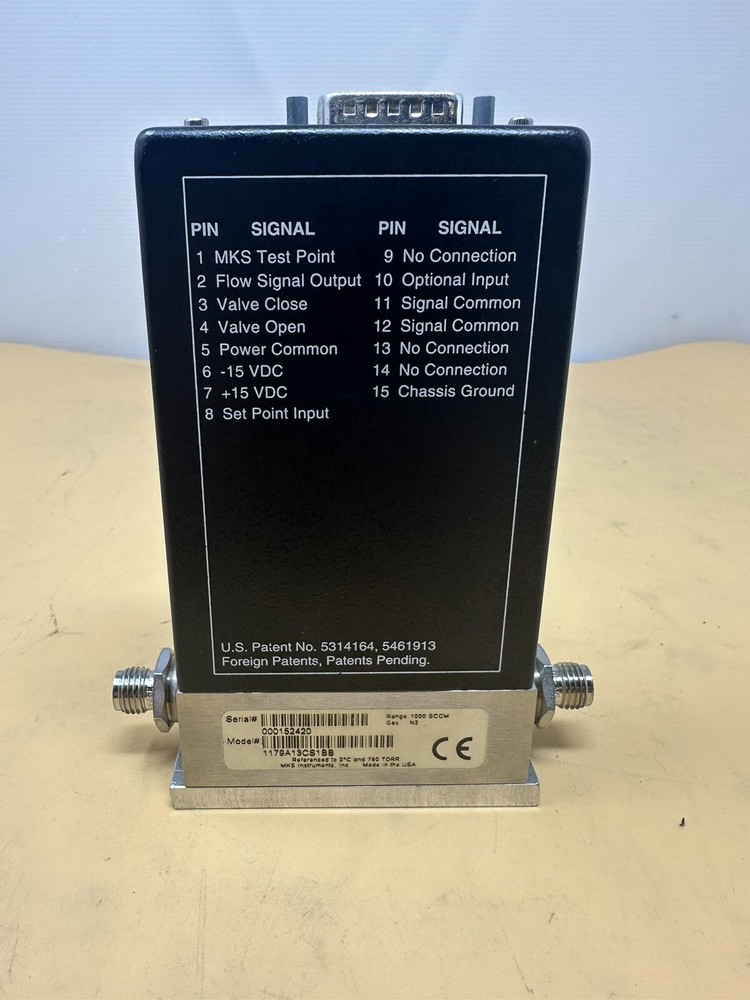 PIN SIGNAL
1 MKS Test Point
2 Flow Signal Output
3 Valve Close
4 Valve Open
5 Power Common
6 -15 VDC
7 +15 VDC
8 Set Point Input
PIN SIGNAL
9 No Connection
10 Optional Input
11 Signal Common
12 Signal Common
13 No Connection
14 No Connection
15 Chassis Ground
U.S. Patent No. 5314164, 5461913
Foreign Patents, Patents Pending.
Serial#
000152420
Range 1000 SCCM
Gas N2
Model#
1179A13CS1BB
Referenced to 0°C and 760 TORR
MKS Instruments, Inc Made in the USA
CE